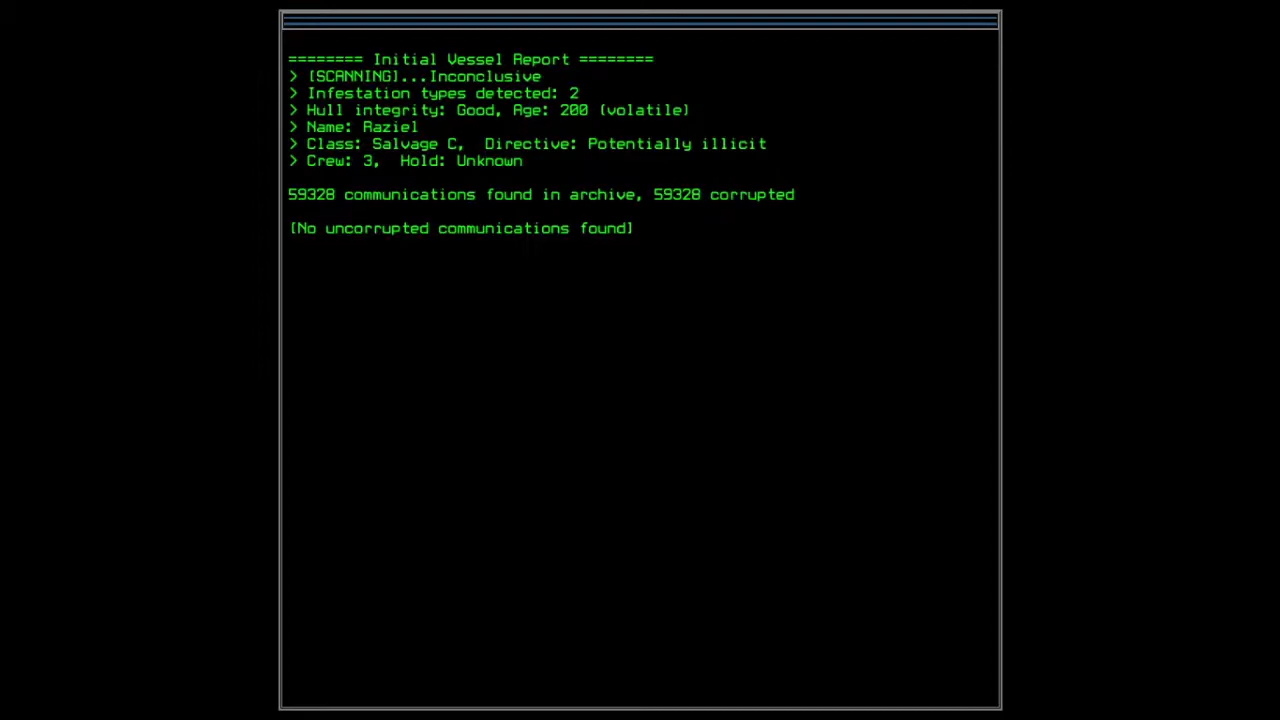 ======== Initial Vessel Report ========
> [SCANNING]...Inconclusive
> Infestation types detected: 2
> Hull integrity: Good, Age: 200 (volatile)
> Name: Raziel
> Class: Salvage C,  Directive: Potentially illicit
> Crew: 3,  Hold: Unknown
59328 communications found in archive, 59328 corrupted
[No uncorrupted communications found]